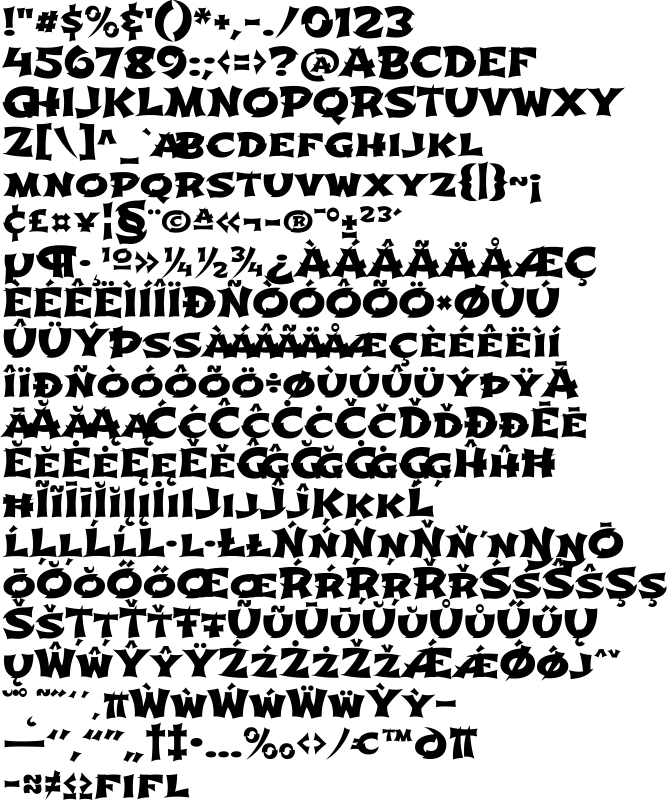 !"#$%&'()*+,-./0123
456789:;<=>?@ABCDEF
GHIJKLMNOPQRSTUVWXY
Z[\]^_`abcdefghijkl
mnopqrstuvwxyz{|}~¡
¢£¤¥¦§¨©ª«¬-®¯°±²³´
µ¶·¸¹º»¼½¾¿ÀÁÂÃÄÅÆÇ
ÈÉÊËÌÍÎÏÐÑÒÓÔÕÖ×ØÙÚ
ÛÜÝÞssàáâãäåæçèéêëìí
îïðñòóôõö÷øùúûüýþÿĀ
āĂăĄąĆćĈĉĊċČčĎďĐđĒē
ĔĕĖėĘęĚěĜĝĞğĠġĢģĤĥĦ
ħĨĩĪīĬĭĮįİıIJijĴĵĶķĸĹ
ĺĻļĽľĿŀŁłŃńŅņŇňŉŊŋŌ
ōŎŏŐőŒœŔŕŖŗŘřŚśŜŝŞş
ŠšŢţŤťŦŧŨũŪūŬŭŮůŰűŲ
ųŴŵŶŷŸŹźŻżŽžǼǽǾǿȷˆˇ
˘˙˚˛˜˝πẀẁẂẃẄẅỲỳ–
—‘’‚“”„†‡•…‰‹›⁄€™∂∏
−≈≠≤≥fifl